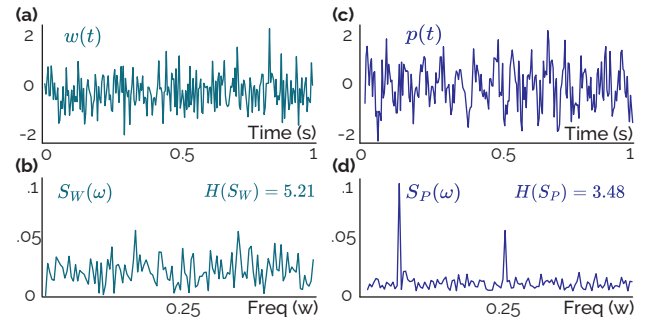 (a)
w(t)
2
0
-2
Time (s)
0
0.5
1
(c)
p(t)
2
0
-2
Time (s)
0
0.5
1
(b)
.1
S_W(ω)
H(S_W) = 5.21
.05
0
0.25
Freq (w)
(d)
.1
S_P(ω)
H(S_P) = 3.48
.05
0
0.25
Freq (w)